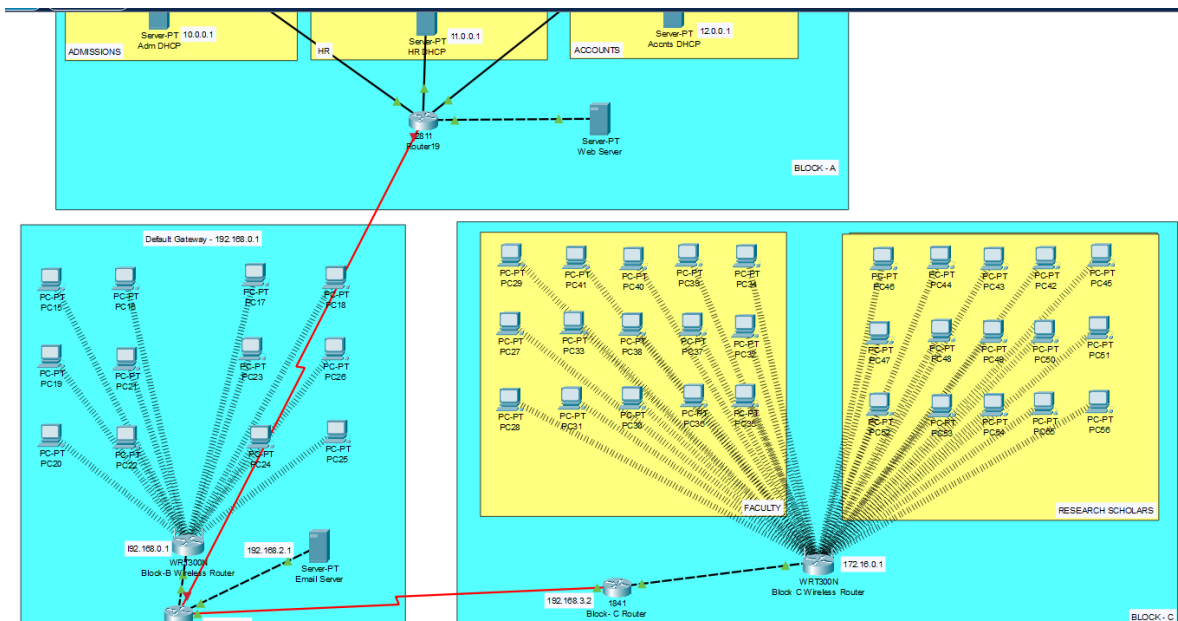 Server-PT
Adm DHCP
10.0.0.1
ADMISSIONS
11.0.0.1
Server-PT
HR DHCP
HR
Server-PT
Aconts DHCP
12.0.0.1
ACCOUNTS
2811
Router19
Server-PT
Web Server
BLOCK - A
Default Gateway - 192.168.0.1
PC-PT
PC15
PC-PT
PC16
PC-PT
PC17
PC-PT
PC18
PC-PT
PC19
PC-PT
PC21
PC-PT
PC23
PC-PT
PC26
PC-PT
PC20
PC-PT
PC22
PC-PT
PC24
PC-PT
PC25
192.168.0.1
WRT300N
Block-B Wireless Router
192.168.2.1
Server-PT
Email Server
PC-PT
PC29
PC-PT
PC41
PC-PT
PC40
PC-PT
PC39
PC-PT
PC34
PC-PT
PC27
PC-PT
PC33
PC-PT
PC38
PC-PT
PC37
PC-PT
PC32
PC-PT
PC28
PC-PT
PC31
PC-PT
PC30
PC-PT
PC36
PC-PT
PC35
FACULTY
PC-PT
PC46
PC-PT
PC44
PC-PT
PC43
PC-PT
PC42
PC-PT
PC45
PC-PT
PC47
PC-PT
PC48
PC-PT
PC49
PC-PT
PC50
PC-PT
PC51
PC-PT
PC52
PC-PT
PC53
PC-PT
PC54
PC-PT
PC55
PC-PT
PC56
RESEARCH SCHOLARS
172.16.0.1
WRT300N
Block C Wireless Router
192.168.3.2
1841
Block- C Router
BLOCK - C